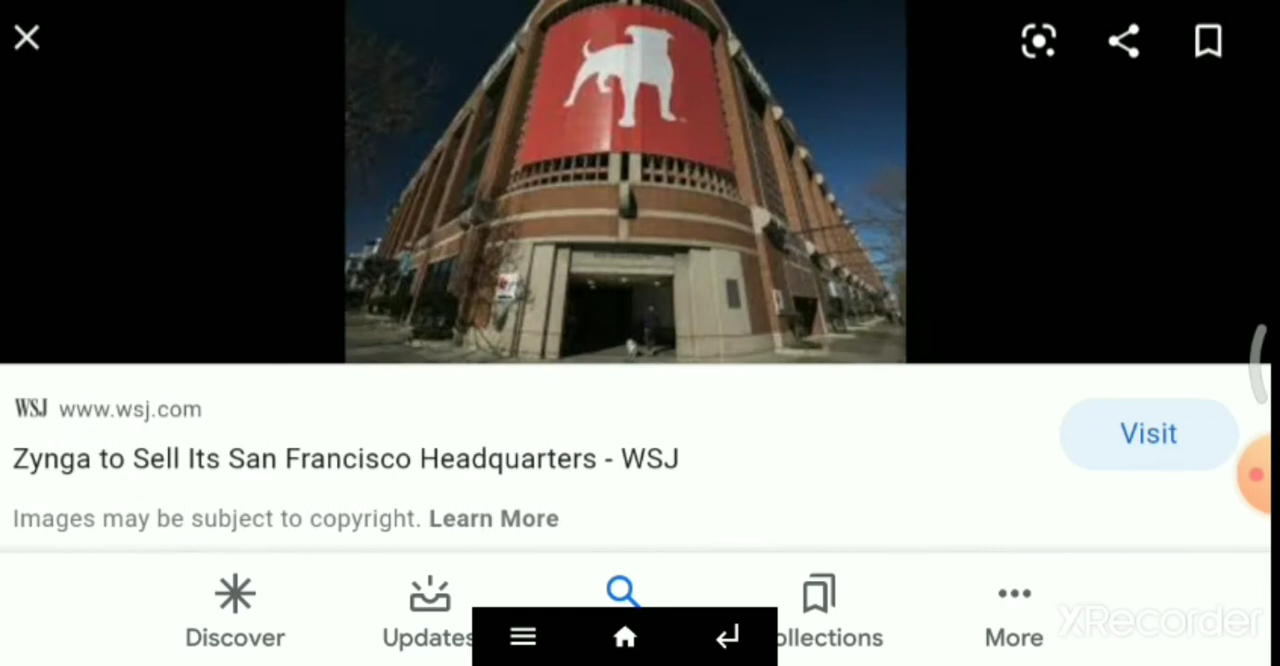 WSJ www.wsj.com
Zynga to Sell Its San Francisco Headquarters - WSJ
Visit
Images may be subject to copyright. Learn More
Discover
Updates
ollections
More
XRecorder